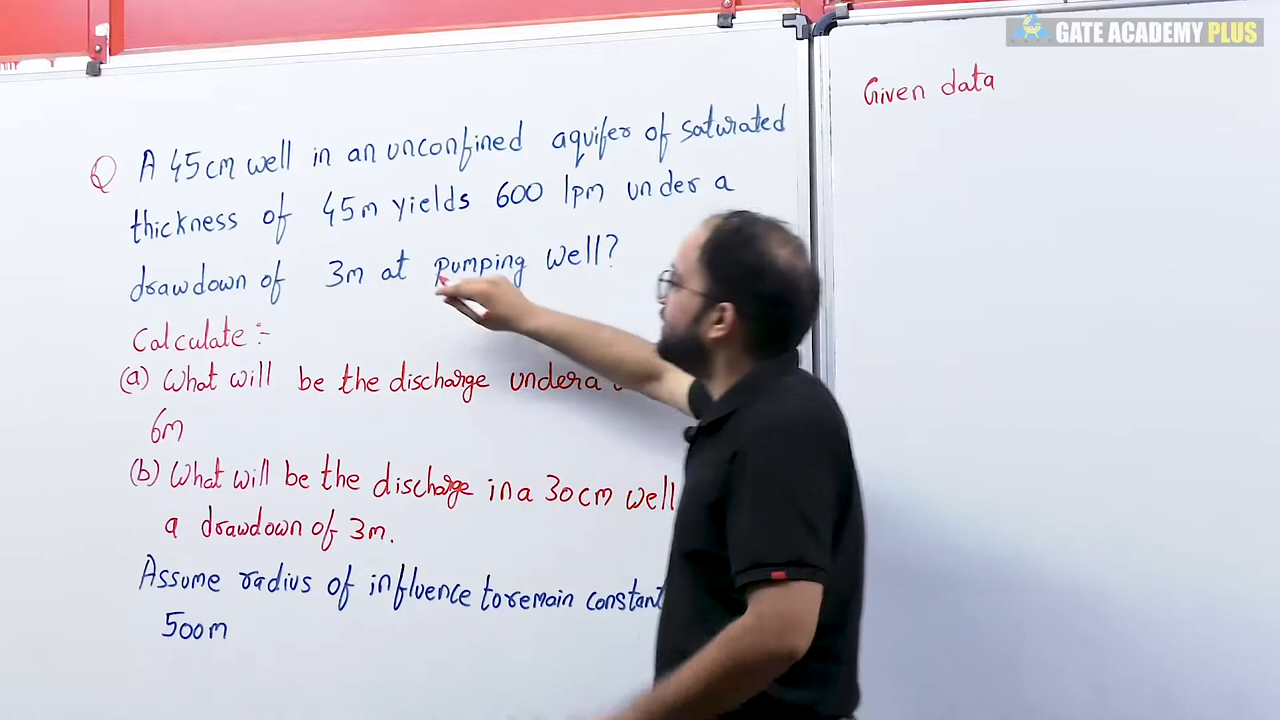 GATE ACADEMY PLUS
Q A 45cm well in an unconfined aquifer of saturated
thickness of 45m yields 600 lpm under a
drawdown of 3m at pumping well?
Calculate :-
(a) What will be the discharge under a
6m
(b) What will be the discharge in a 30cm well
a drawdown of 3m.
Assume radius of influence to remain constant
500m
Given data